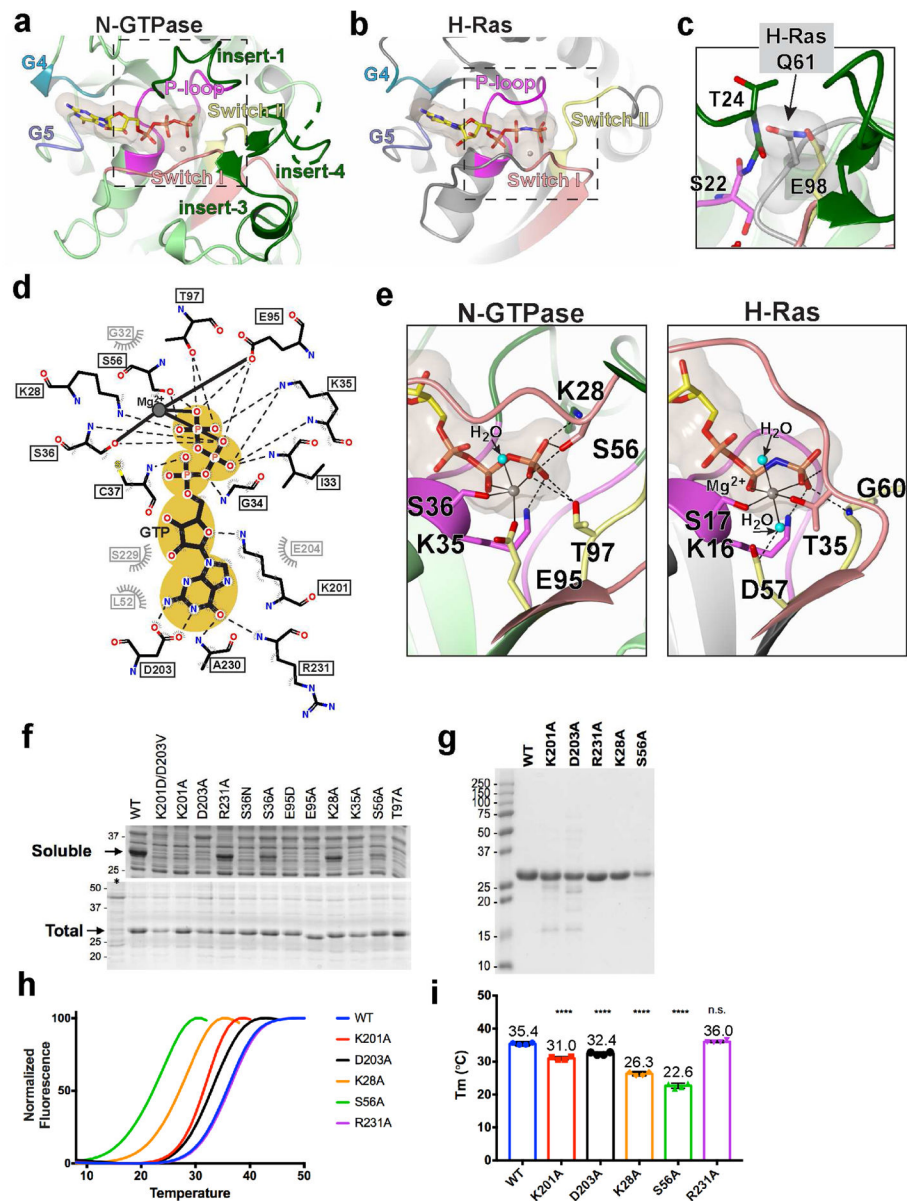 a
N-GTPase
G4
insert-1
P-loop
G5
Switch II
Switch I
insert-4
insert-3
b
H-Ras
G4
P-loop
G5
Switch II
Switch I
c
H-Ras
Q61
T24
S22
E98
d
T97
E95
G32
S56
K28
Mg2+
K35
S36
I33
C37
G34
GTP
S229
E204
L52
K201
D203
A230
R231
e
N-GTPase
H-Ras
K28
H2O
S56
S36
K35
T97
E95
H2O
Mg2+
S17
H2O
K16
T35
G60
D57
f
WT
K201D/D203V
K201A
D203A
R231A
S36N
S36A
E95D
E95A
K28A
K35A
S56A
T97A
Soluble
37
25
*
Total
50
37
25
20
g
WT
K201A
D203A
R231A
K28A
S56A
250
150
100
75
50
37
25
20
15
10
h
Normalized
Fluorescence
100
50
0
10 20 30 40 50
Temperature
WT
K201A
D203A
K28A
S56A
R231A
i
Tm (°C)
40
30
20
10
0
**** **** **** **** n.s.
35.4 31.0 32.4 26.3 22.6 36.0
WT K201A D203A K28A S56A R231A